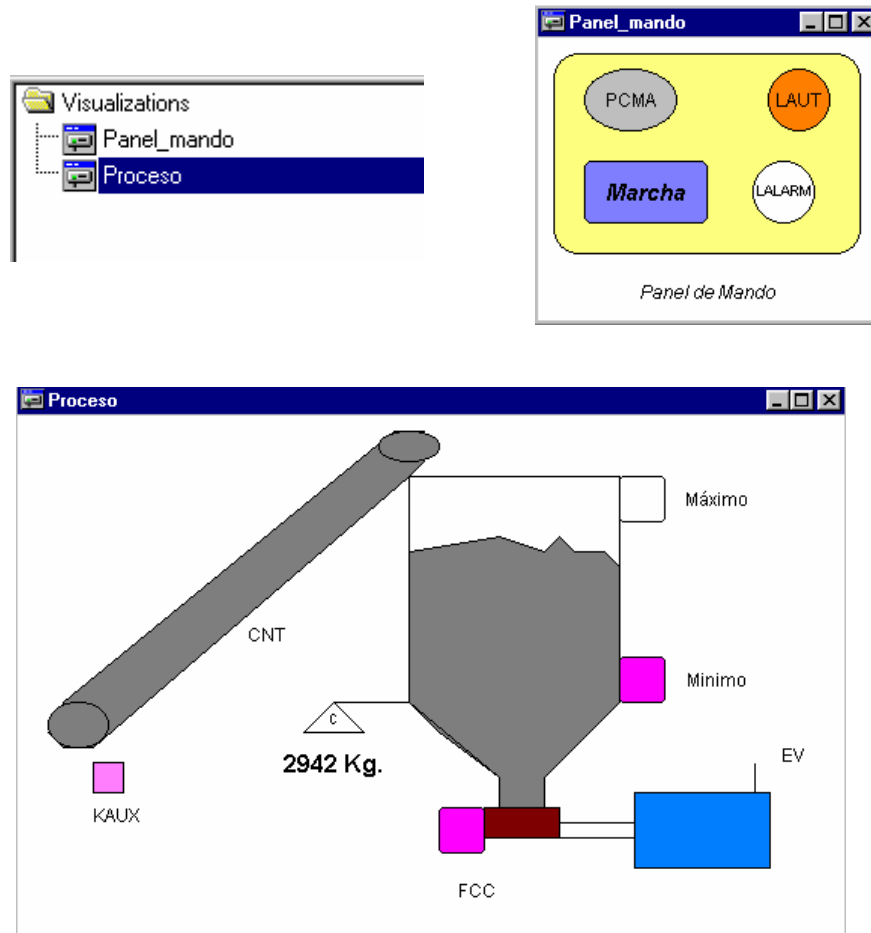 Visualizations
Panel_mando
Proceso
Panel_mando
PCMA
LAUT
Marcha
LALARM
Panel de Mando
Proceso
Máximo
CNT
Minimo
C
2942 Kg.
EV
KAUX
FCC